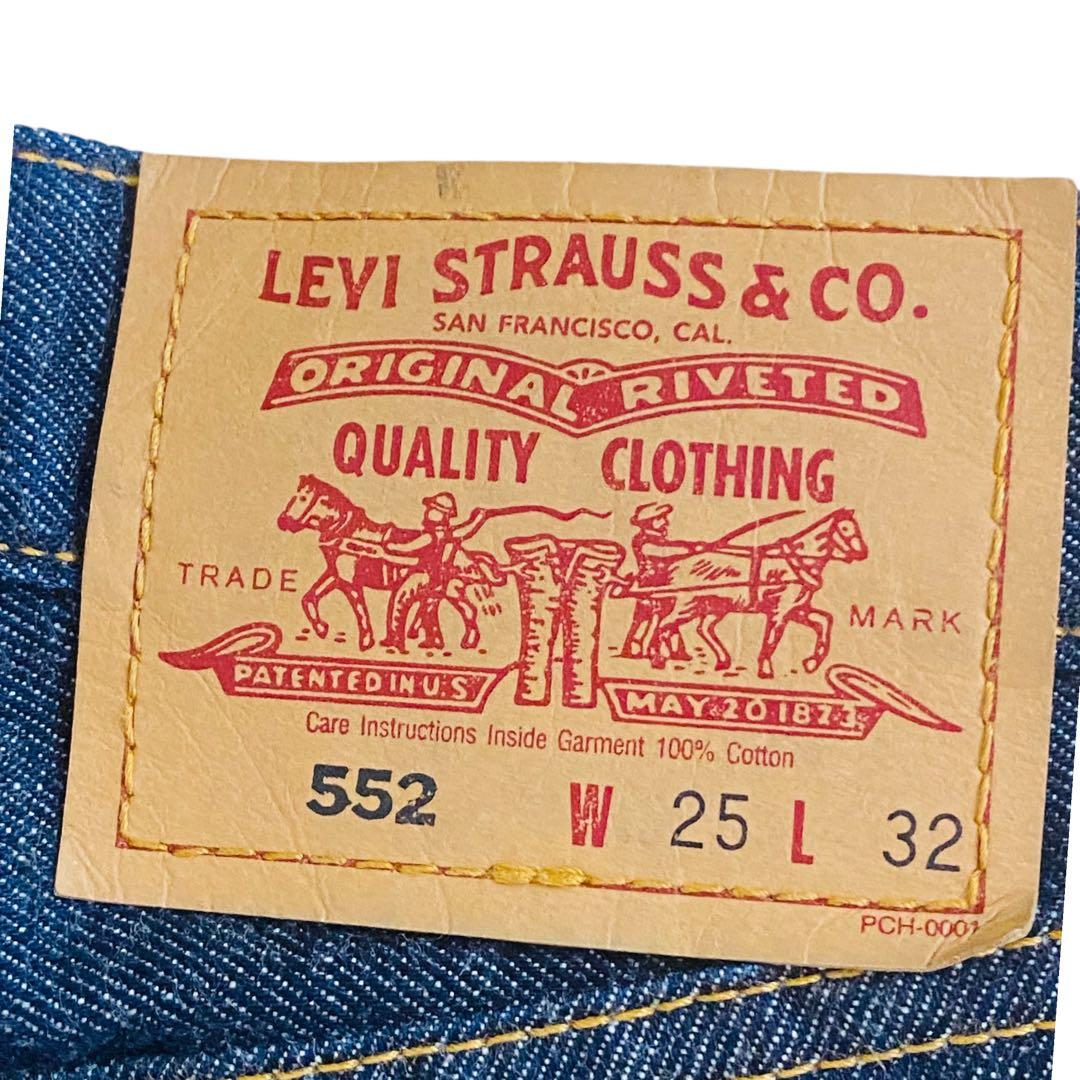 LEVI STRAUSS & CO.
SAN FRANCISCO, CAL.
ORIGINAL RIVETED
QUALITY CLOTHING
TRADE MARK
PATENTED IN U.S MAY 20 1873
Care Instructions Inside Garment 100% Cotton
552 W 25 L 32
PCH-0001